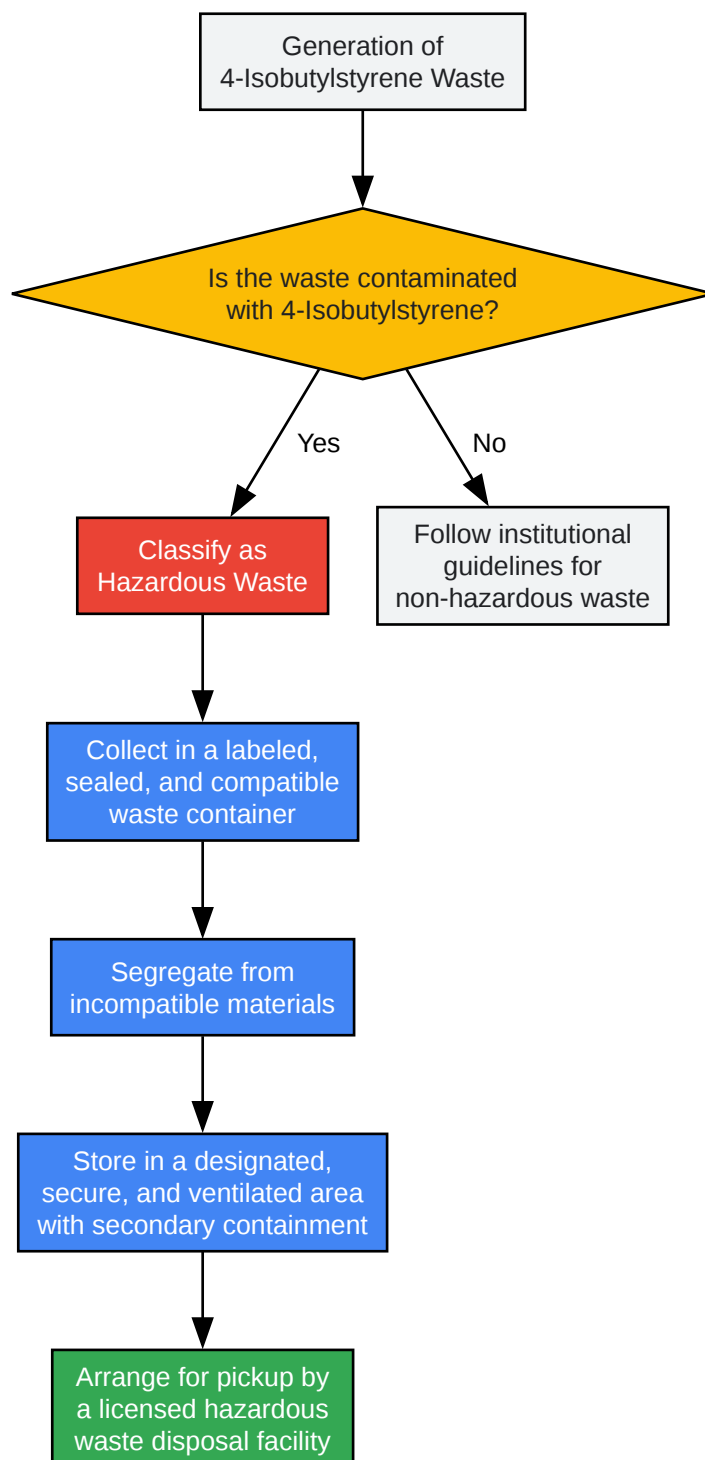 Generation of
4-Isobutylstyrene Waste
Is the waste contaminated
with 4-Isobutylstyrene?
Yes
No
Classify as
Hazardous Waste
Follow institutional
guidelines for
non-hazardous waste
Collect in a labeled,
sealed, and compatible
waste container
Segregate from
incompatible materials
Store in a designated,
secure, and ventilated area
with secondary containment
Arrange for pickup by
a licensed hazardous
waste disposal facility